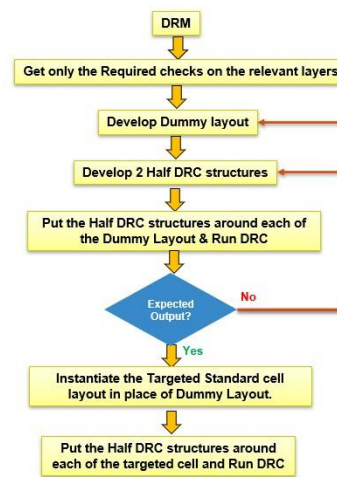 DRM
Get only the Required checks on the relevant layers
Develop Dummy layout
Develop 2 Half DRC structures
Put the Half DRC structures around each of
the Dummy Layout & Run DRC
Expected
Output?
No
Yes
Instantiate the Targeted Standard cell
layout in place of Dummy Layout.
Put the Half DRC structures around
each of the targeted cell and Run DRC